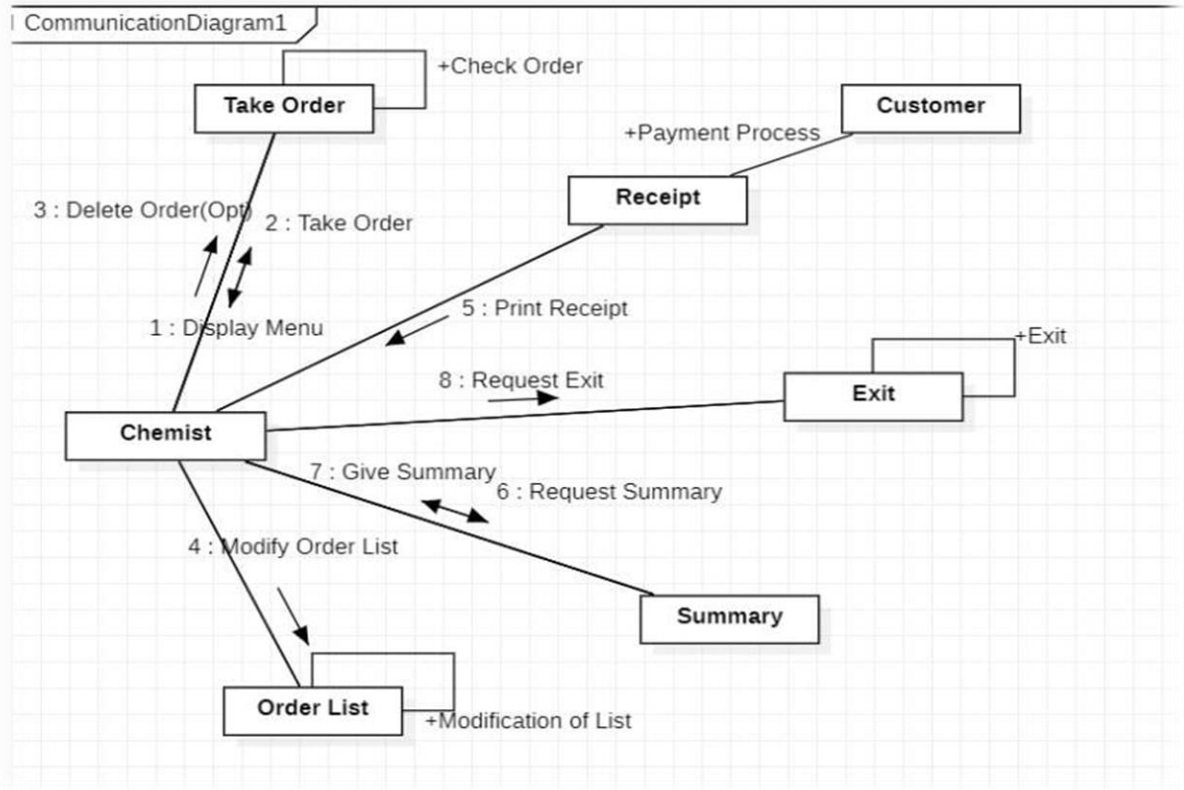 CommunicationDiagram1
+Check Order
Take Order
Customer
+Payment Process
Receipt
3 : Delete Order(Opt)
2 : Take Order
5 : Print Receipt
1 : Display Menu
+Exit
8 : Request Exit
Exit
Chemist
7 : Give Summary
6 : Request Summary
4 : Modify Order List
Summary
Order List
+Modification of List